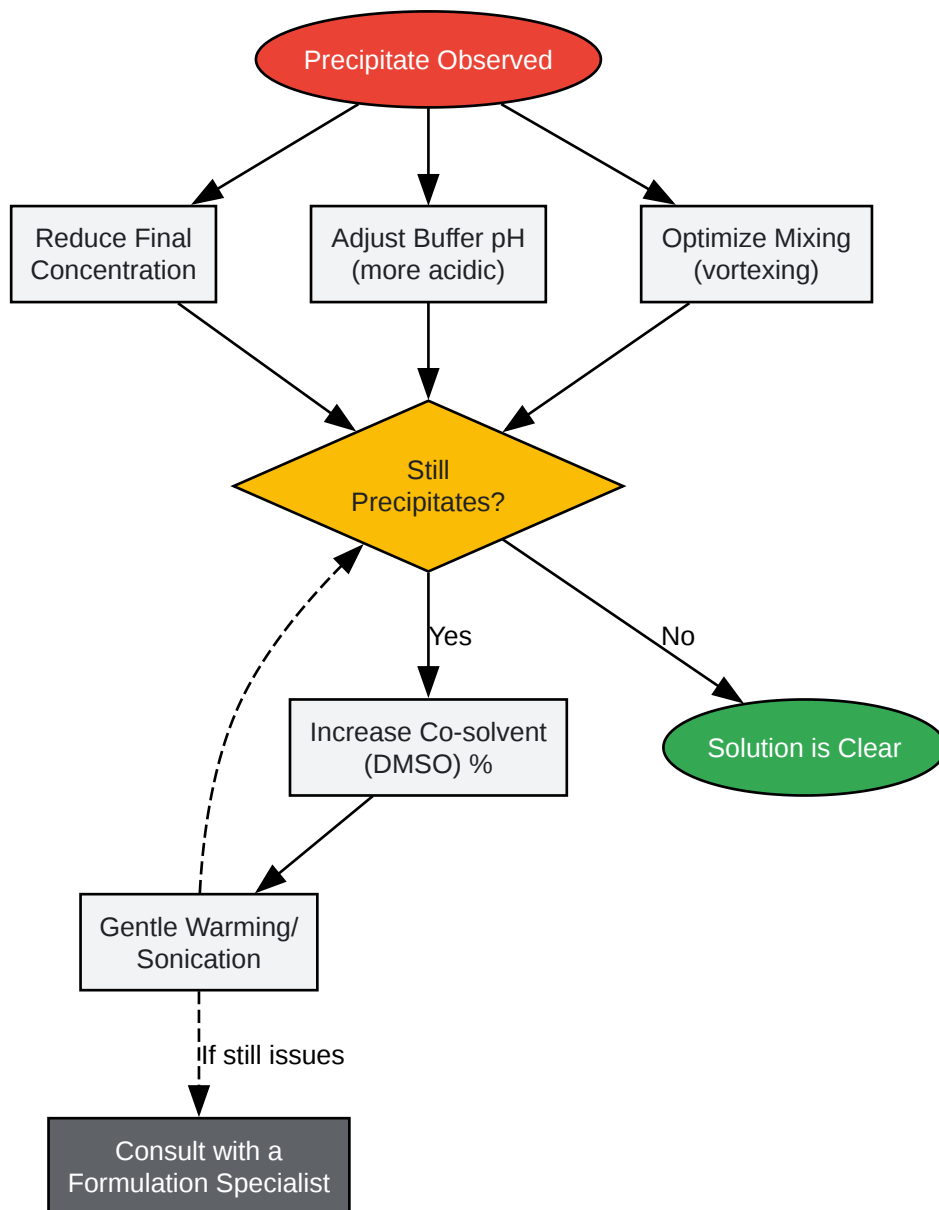 Precipitate Observed
Reduce Final
Concentration
Adjust Buffer pH
(more acidic)
Optimize Mixing
(vortexing)
Still
Precipitates?
Yes
No
Increase Co-solvent
(DMSO) %
Solution is Clear
Gentle Warming/
Sonication
If still issues
Consult with a
Formulation Specialist